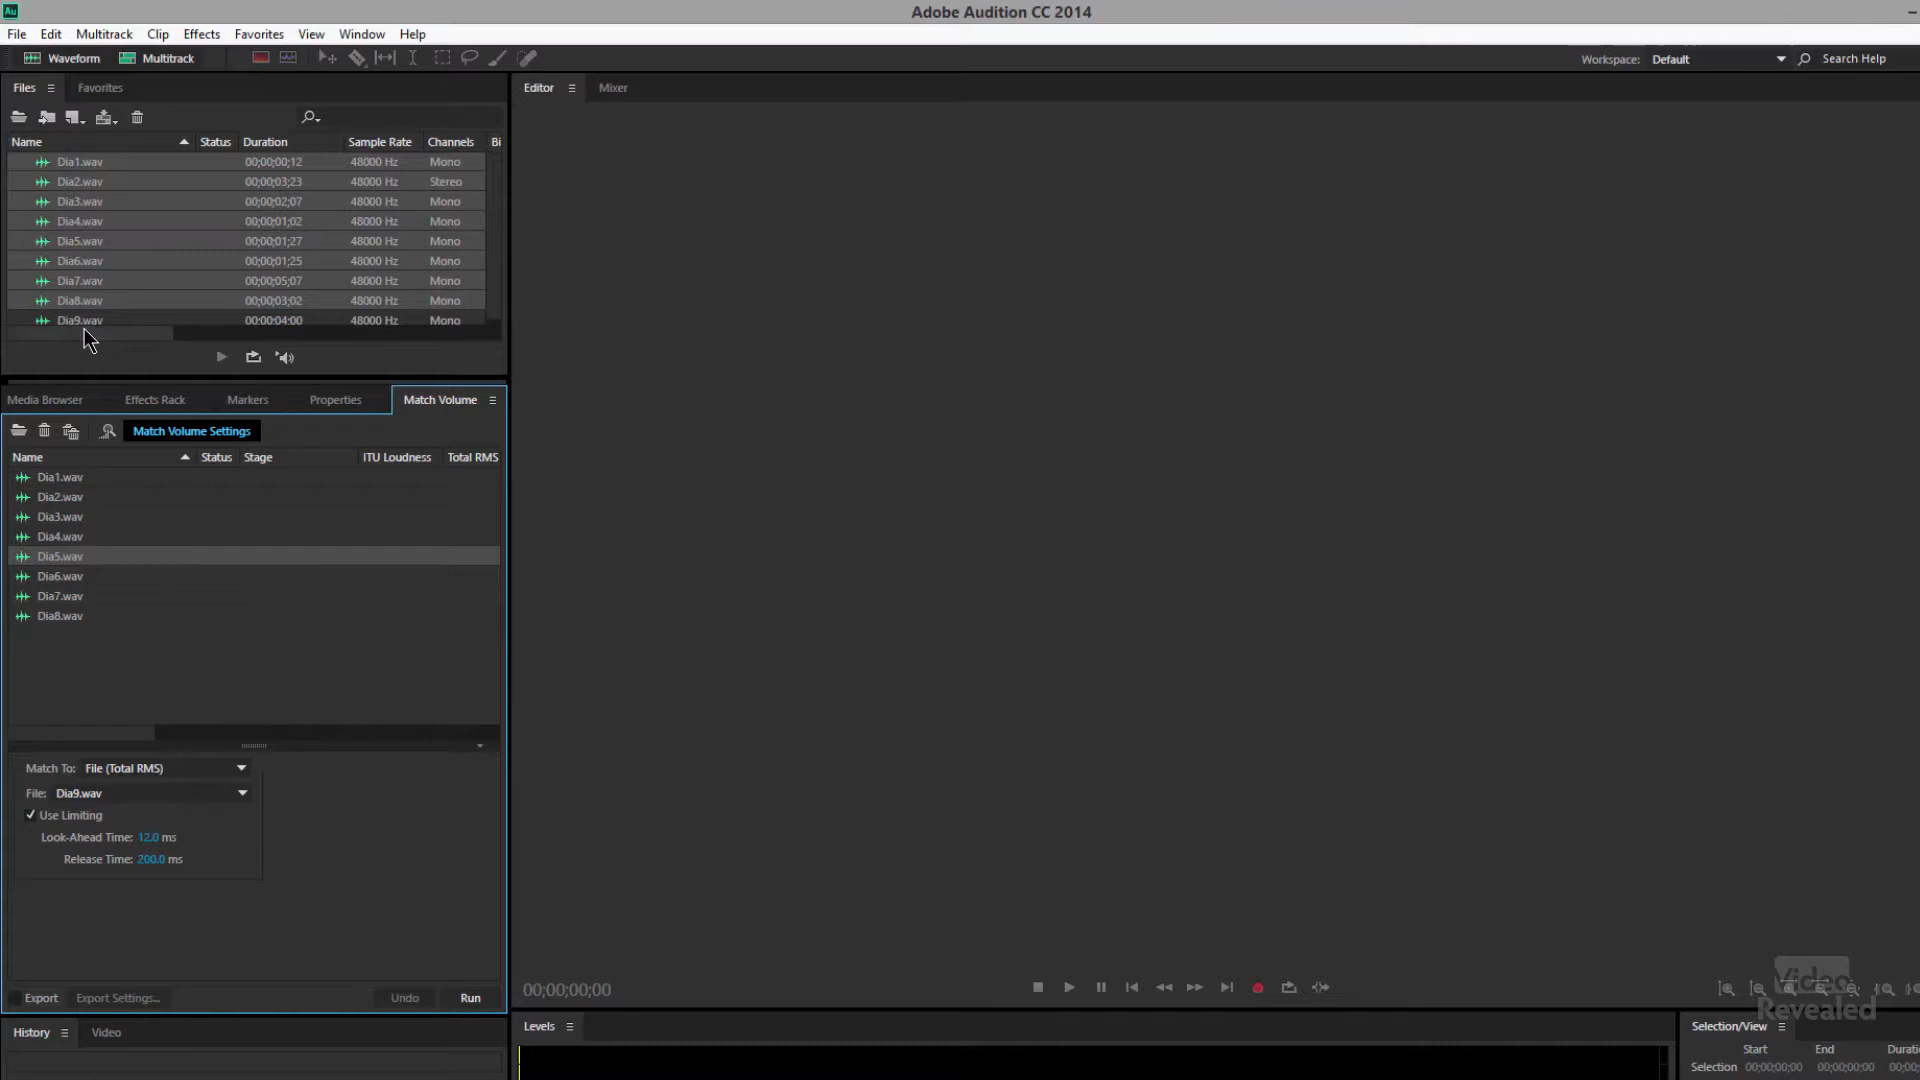 Au Adobe Audition CC 2014
File Edit Multitrack Clip Effects Favorites View Window Help
Waveform Multitrack Workspace: Default Search Help
Files Favorites Editor Mixer
Name Status Duration Sample Rate Channels Bi
Dia1.wav 00;00;00;12 48000 Hz Mono
Dia2.wav 00;00;03;23 48000 Hz Stereo
Dia3.wav 00;00;02;07 48000 Hz Mono
Dia4.wav 00;00;01;02 48000 Hz Mono
Dia5.wav 00;00;01;27 48000 Hz Mono
Dia6.wav 00;00;01;25 48000 Hz Mono
Dia7.wav 00;00;05;07 48000 Hz Mono
Dia8.wav 00;00;03;02 48000 Hz Mono
Dia9.wav 00:00:04:00 48000 Hz Mono
Media Browser Effects Rack Markers Properties Match Volume
Match Volume Settings
Name Status Stage ITU Loudness Total RMS
Dia1.wav
Dia2.wav
Dia3.wav
Dia4.wav
Dia5.wav
Dia6.wav
Dia7.wav
Dia8.wav
Match To: File (Total RMS)
File: Dia9.wav
Use Limiting
Look-Ahead Time: 12.0 ms
Release Time: 200.0 ms
Export Export Settings... Undo Run
00;00;00;00
Video
Revealed
History Video
Levels
Selection/View
Start End Duratio
Selection 00;00;00;00 00;00;00;00 00;00;